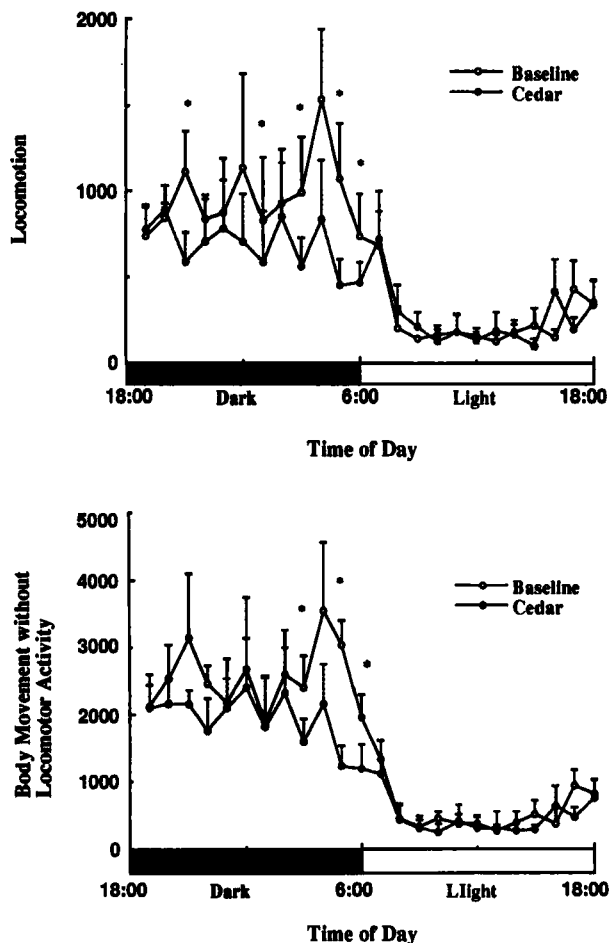 2000
Baseline
Cedar
1000
0
Locomotion
18:00 Dark 6:00 Light 18:00
Time of Day
5000
4000
Baseline
Cedar
3000
2000
1000
0
Body Movement without
Locomotor Activity
18:00 Dark 6:00 LIight 18:00
Time of Day